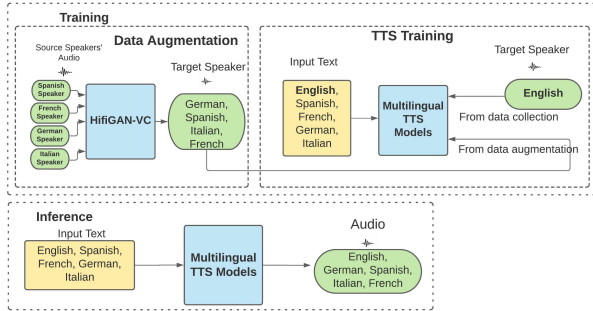 Training
Data Augmentation
Source Speakers'
Audio
Spanish
Speaker
French
Speaker
German
Speaker
Italian
Speaker
HifiGAN-VC
Target Speaker
German,
Spanish,
Italian,
French
TTS Training
Input Text
English,
Spanish,
French,
German,
Italian
Multilingual
TTS
Models
Target Speaker
English
From data collection
From data augmentation
Inference
Input Text
English, Spanish,
French, German,
Italian
Multilingual
TTS Models
Audio
English,
German, Spanish,
Italian, French